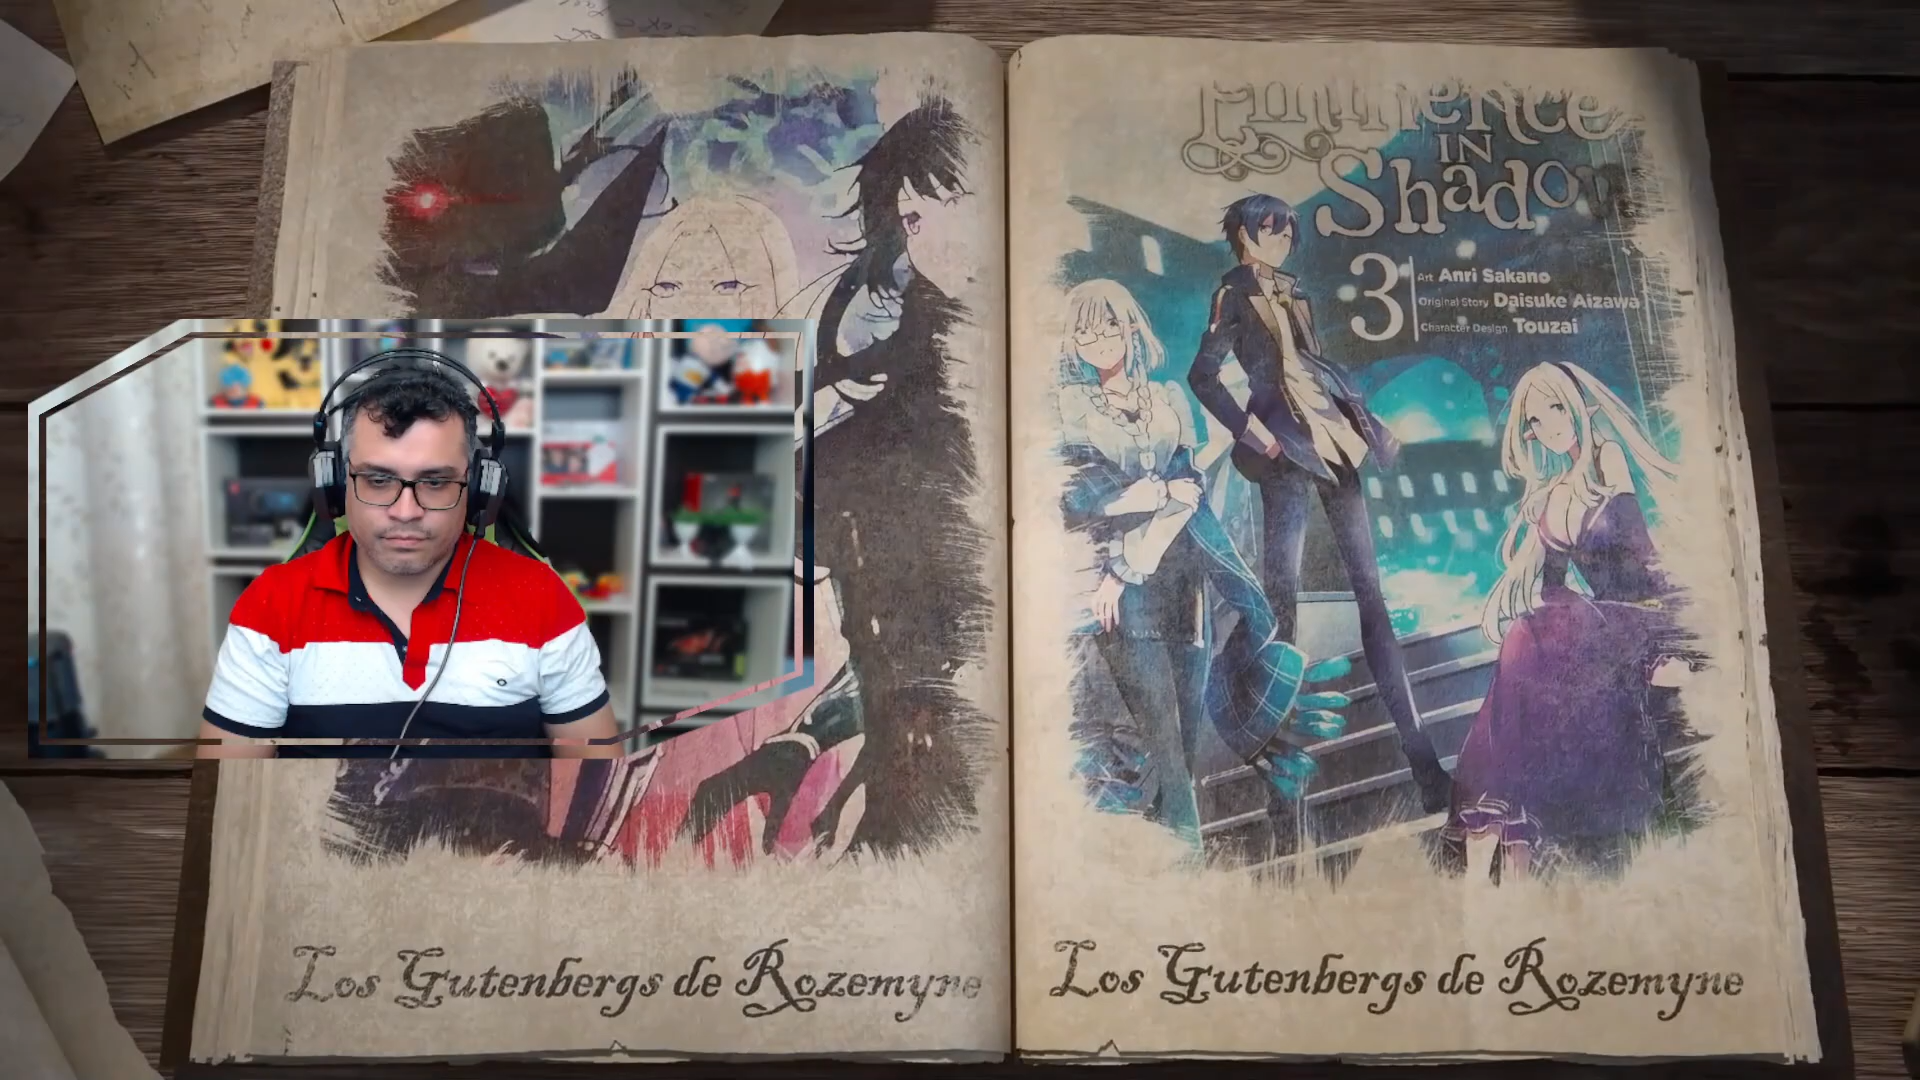 Eminence
IN
Shadow
3
Art Anri Sakano
Original Story Daisuke Aizawa
Character Design Touzai
Los Gutenbergs de Rozemyne
Los Gutenbergs de Rozemyne